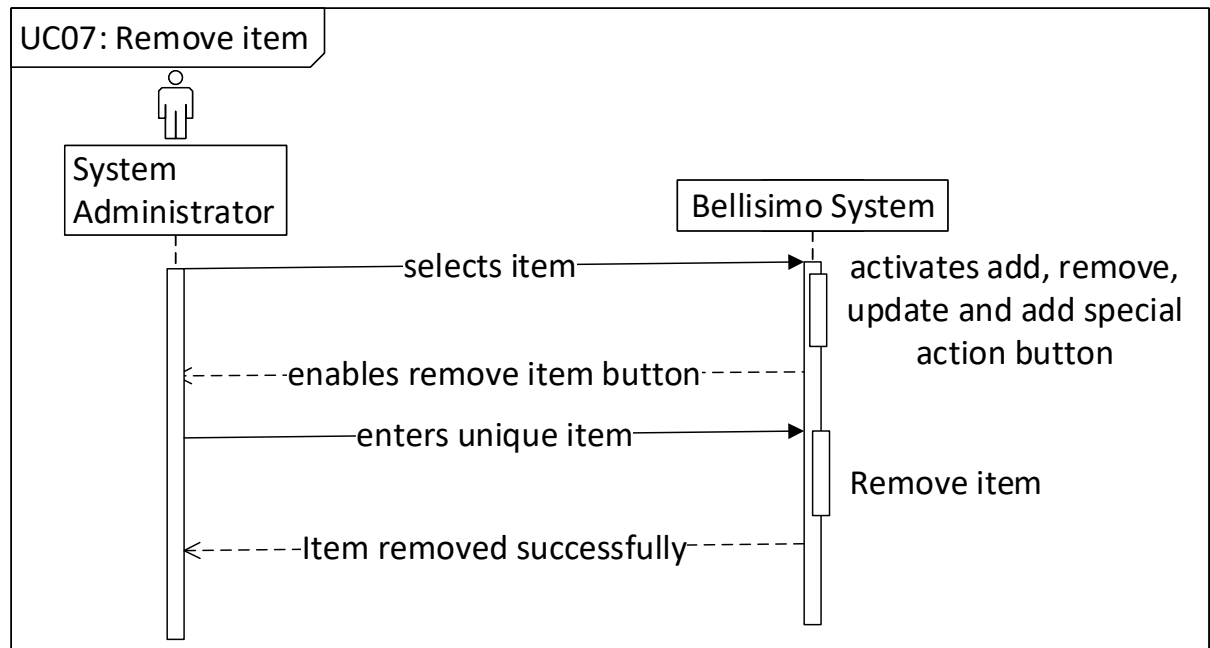 UC07: Remove item
System
Administrator
Bellisimo System
selects item
activates add, remove,
update and add special
action button
enables remove item button
enters unique item
Remove item
Item removed successfully